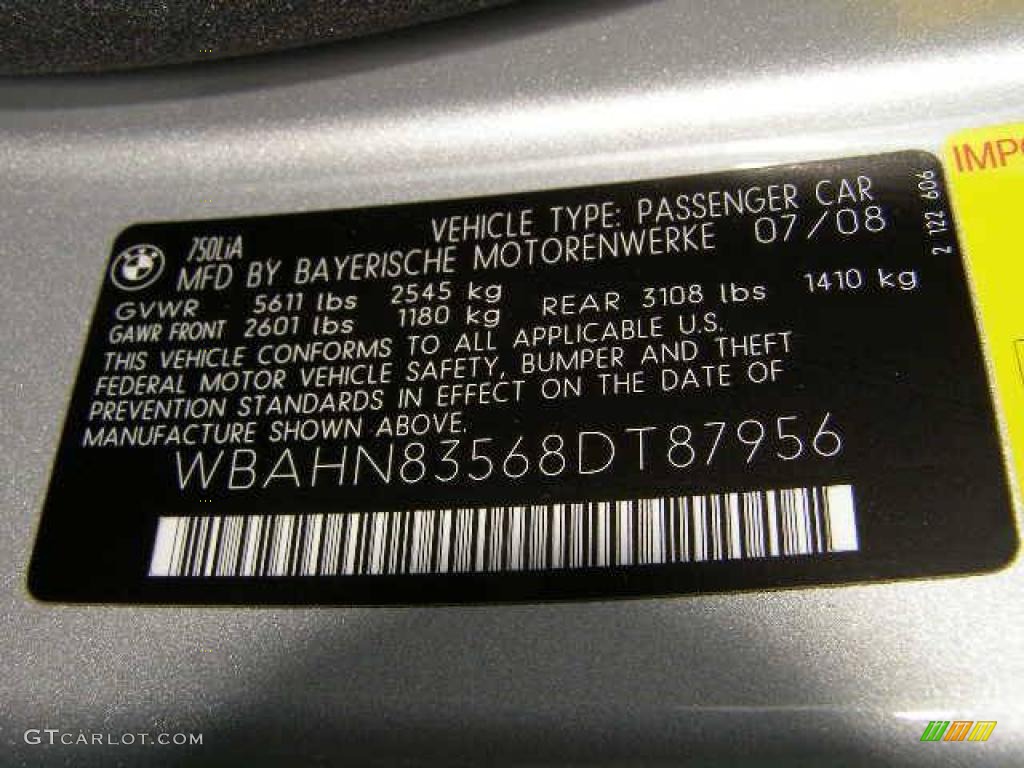 IMPO
750LiA VEHICLE TYPE: PASSENGER CAR
MFD BY BAYERISCHE MOTORENWERKE 07/08
GVWR 5611 lbs 2545 kg
GAWR FRONT 2601 lbs 1180 kg REAR 3108 lbs 1410 kg
THIS VEHICLE CONFORMS TO ALL APPLICABLE U.S.
FEDERAL MOTOR VEHICLE SAFETY, BUMPER AND THEFT
PREVENTION STANDARDS IN EFFECT ON THE DATE OF
MANUFACTURE SHOWN ABOVE.
WBAHN83568DT87956
2 122 606
BMW
GTCARLOT.COM